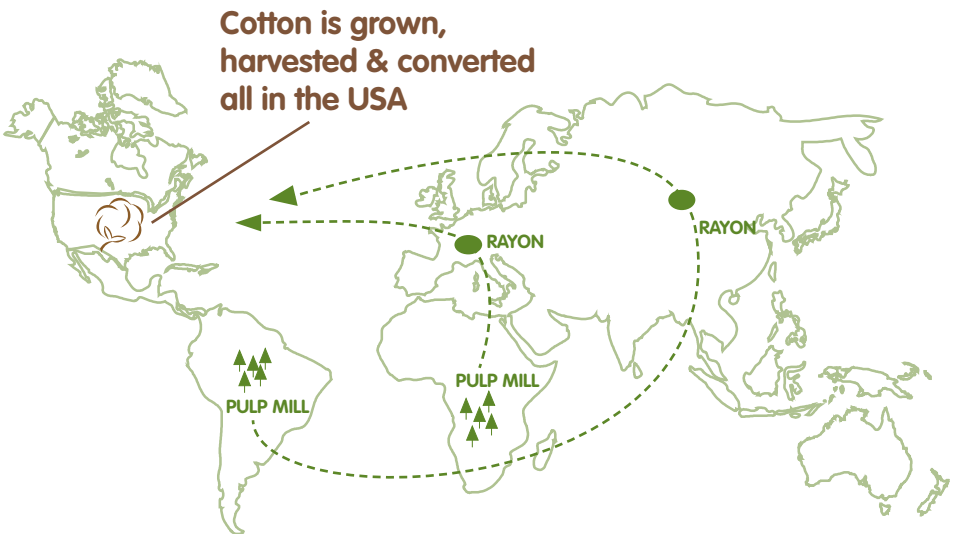 Cotton is grown,
harvested & converted
all in the USA
RAYON
RAYON
PULP MILL
PULP MILL